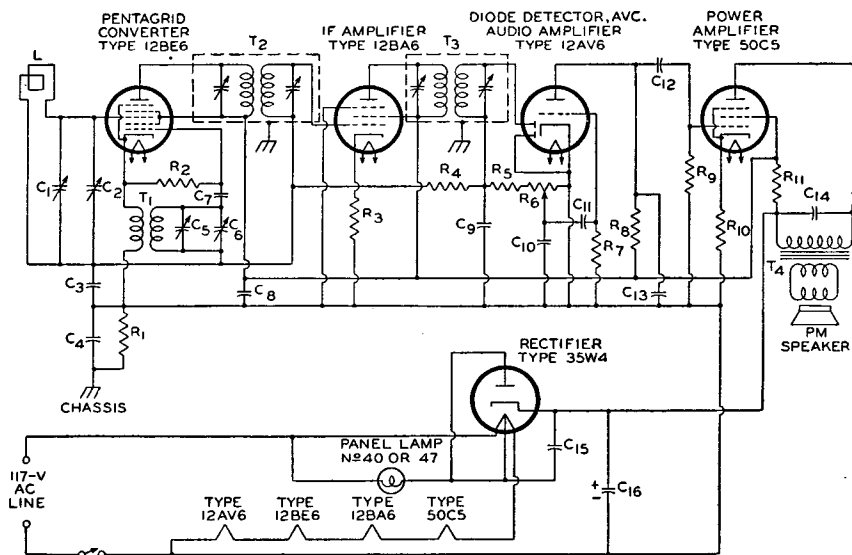 PENTAGRID
CONVERTER
TYPE 12BE6
T2
IF AMPLIFIER
TYPE 12BA6
T3
DIODE DETECTOR, AVC.
AUDIO AMPLIFIER
TYPE 12AV6
POWER
AMPLIFIER
TYPE 50C5
L
C12
C1
C2
R2
C7
T1
C5
C6
R3
R4
R5
R6
C9
C10
C11
R7
R8
R9
R10
R11
C14
T4
C3
C8
C13
C4
R1
CHASSIS
PM
SPEAKER
RECTIFIER
TYPE 35W4
PANEL LAMP
Nº40 OR 47
C15
C16
+
-
117-V
AC
LINE
TYPE
12AV6
TYPE
12BE6
TYPE
12BA6
TYPE
50C5